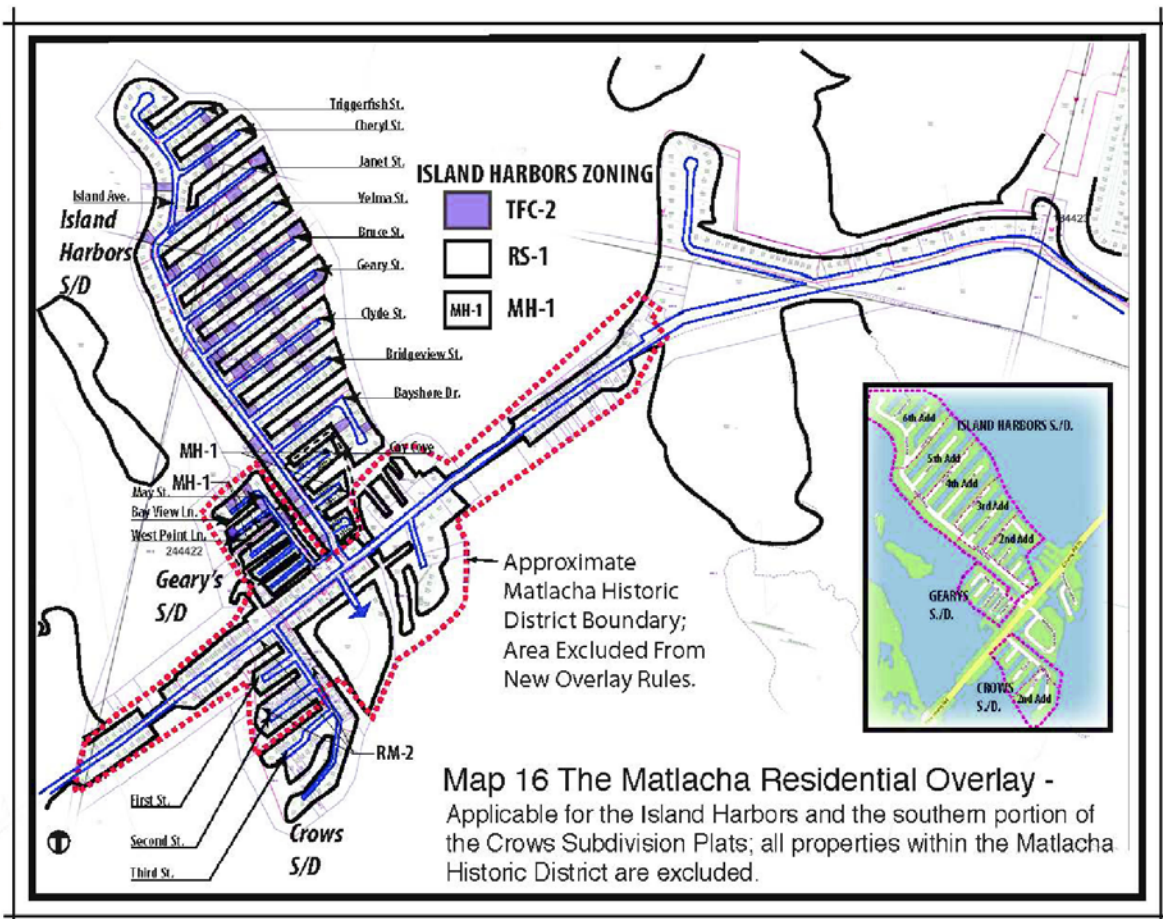 Triggerfish St.
Cheryl St.
Janet St.
Velma St.
Bruce St.
Geary St.
Clyde St.
Bridgeview St.
Bayshore Dr.
Island Ave.
Island
Harbors
S/D
ISLAND HARBORS ZONING
TFC-2
RS-1
MH-1 MH-1
184423
MH-1
MH-1
Coy Cove
May St.
Bay View Ln.
West Point Ln.
244422
Geary's
S/D
Approximate
Matlacha Historic
District Boundary;
Area Excluded From
New Overlay Rules.
6th Add
ISLAND HARBORS S./D.
5th Add
4th Add
3rd Add
2nd Add
GEARYS
S./D.
CROWS
S./D.
2nd Add
RM-2
First St.
Second St.
Third St.
Crows
S/D
Map 16 The Matlacha Residential Overlay -
Applicable for the Island Harbors and the southern portion of
the Crows Subdivision Plats; all properties within the Matlacha
Historic District are excluded.